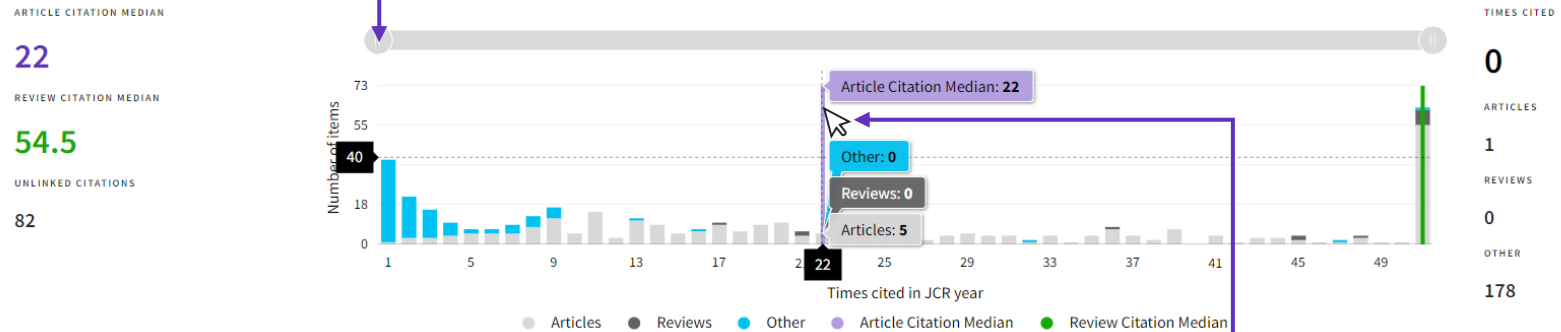 ARTICLE CITATION MEDIAN
22
REVIEW CITATION MEDIAN
54.5
UNLINKED CITATIONS
82
Number of items
73
55
40
18
0
Article Citation Median: 22
Other: 0
Reviews: 0
Articles: 5
1 5 9 13 17 22 25 29 33 37 41 45 49
Times cited in JCR year
Articles Reviews Other Article Citation Median Review Citation Median
TIMES CITED
0
ARTICLES
1
REVIEWS
0
OTHER
178